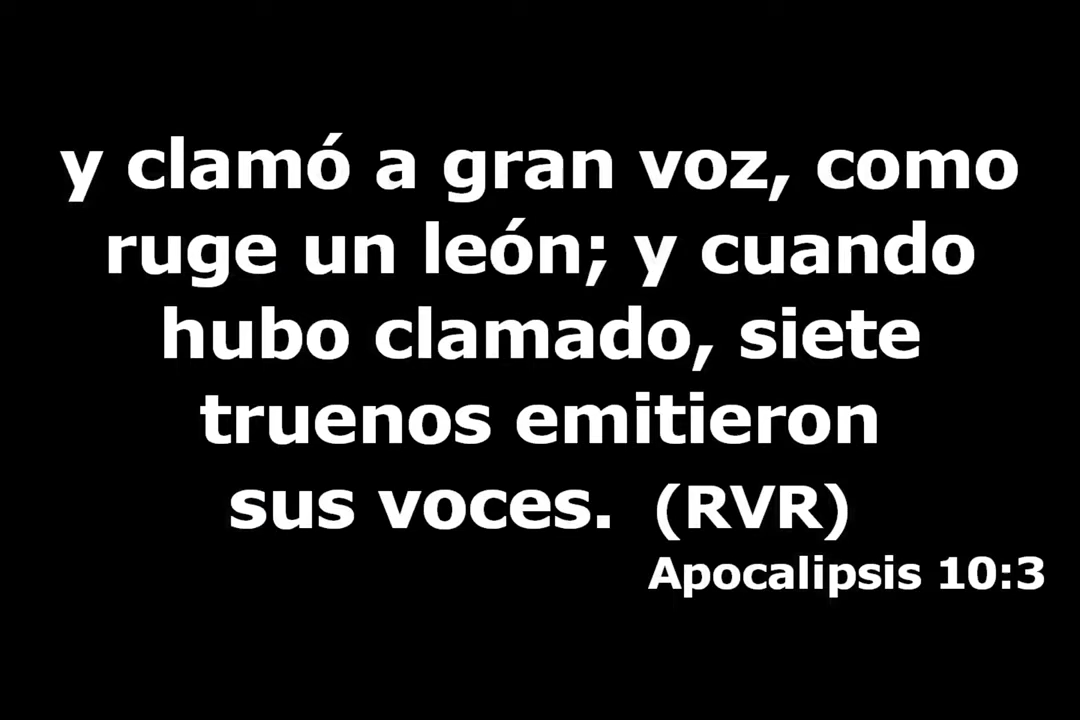 y clamó a gran voz, como
ruge un león; y cuando
hubo clamado, siete
truenos emitieron
sus voces. (RVR)
Apocalipsis 10:3